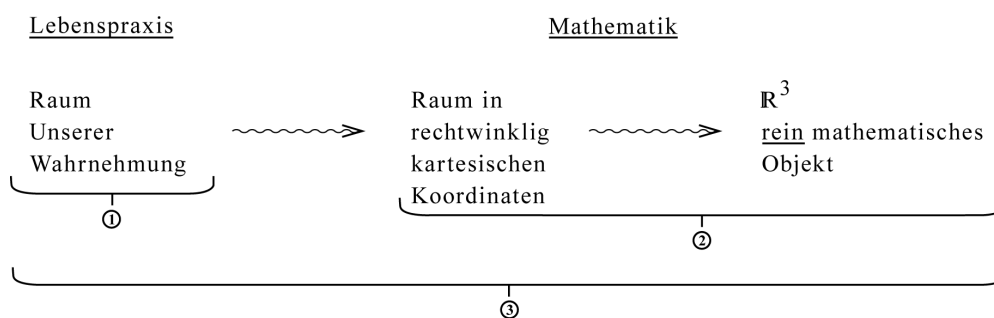 Lebenspraxis
Mathematik
Raum
Unserer
Wahrnehmung
Raum in
rechtwinklig
kartesischen
Koordinaten
ℝ³
rein mathematisches
Objekt
①
②
③